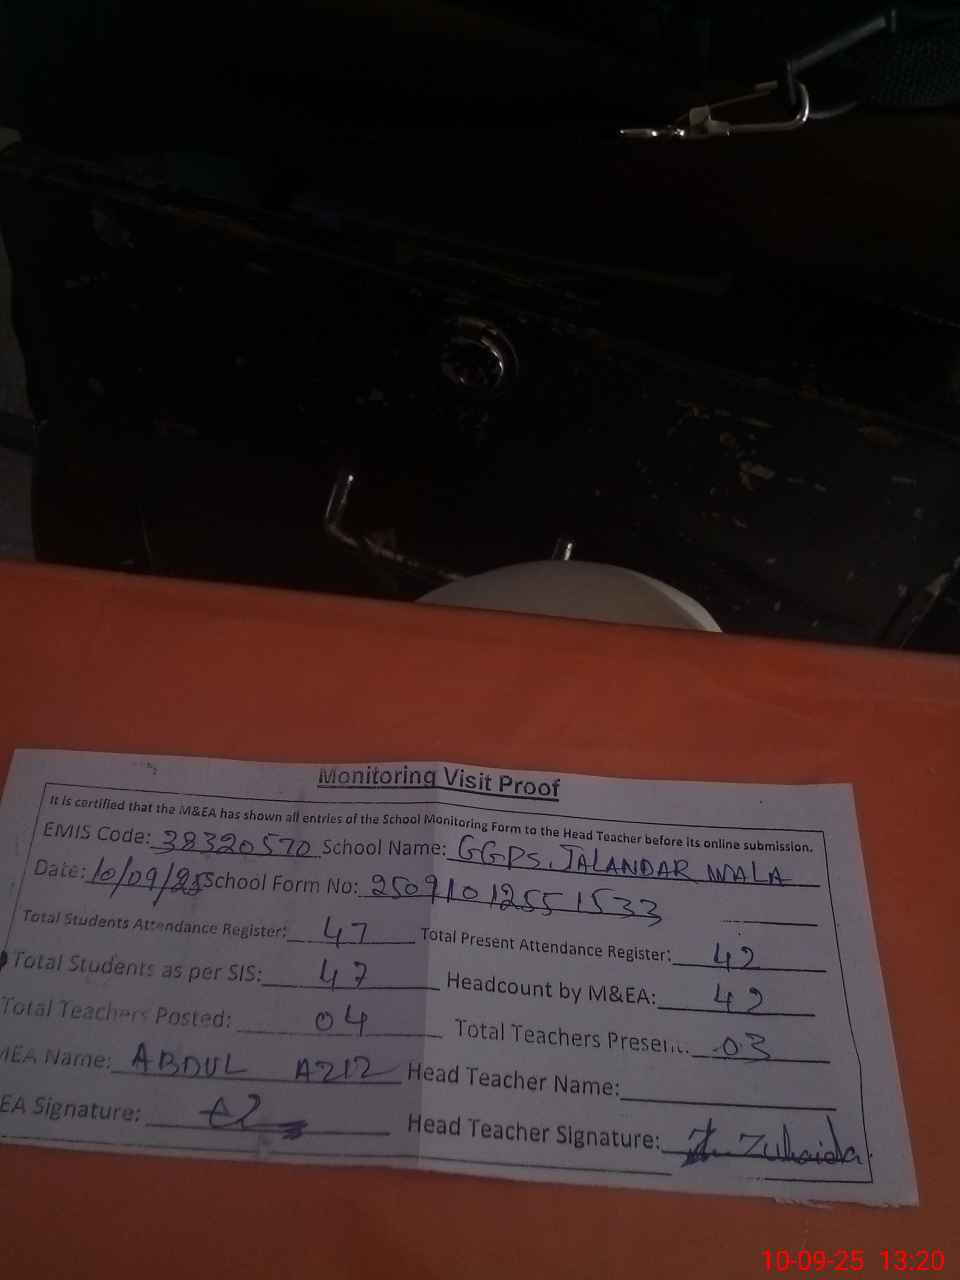 Monitoring Visit Proof
It is certified that the M&EA has shown all entries of the School Monitoring Form to the Head Teacher before its online submission.
EMIS Code: 38320570 School Name: GGPS, JALANDAR WALA
Date: 10/09/25 School Form No: 2509101255 1533
Total Students Attendance Register: 47 Total Present Attendance Register: 42
Total Students as per SIS: 47 Headcount by M&EA: 42
Total Teachers Posted: 04 Total Teachers Present: 03
MEA Name: ABDUL AZIZ Head Teacher Name:
EA Signature: Head Teacher Signature: Zuhaida
10-09-25 13:20